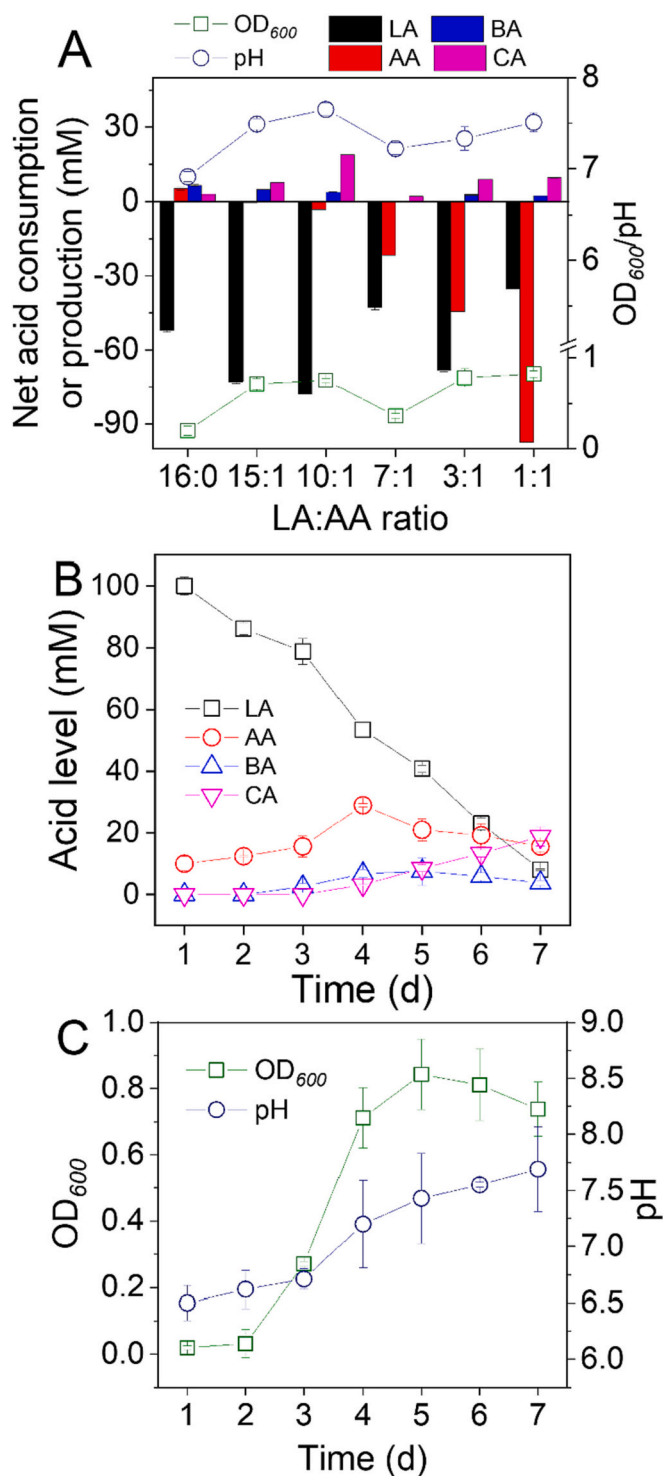 A
OD600
pH
LA
BA
AA
CA
Net acid consumption
or production (mM)
30
0
-30
-60
-90
8
7
6
1
0
OD600/pH
16:0 15:1 10:1 7:1 3:1 1:1
LA:AA ratio
B
Acid level (mM)
100
80
60
40
20
0
LA
AA
BA
CA
1 2 3 4 5 6 7
Time (d)
C
OD600
pH
OD600
1.0
0.8
0.6
0.4
0.2
0.0
9.0
8.5
8.0
7.5
7.0
6.5
6.0
pH
1 2 3 4 5 6 7
Time (d)